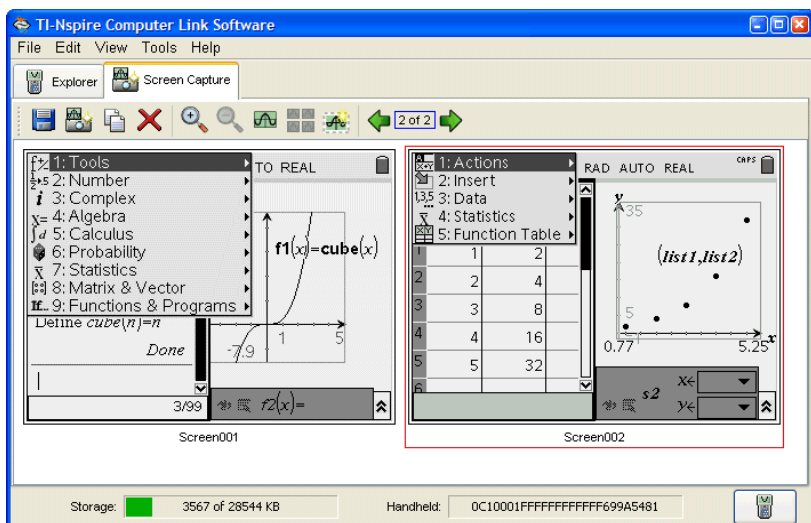 TI-Nspire Computer Link Software
File Edit View Tools Help
Explorer Screen Capture
2 of 2
1: Tools
2: Number
3: Complex
4: Algebra
5: Calculus
6: Probability
7: Statistics
8: Matrix & Vector
9: Functions & Programs
TO REAL
f1(x)=cube(x)
1
5
-7.9
Define cube(n)=n
Done
3/99
f2(x)=
Screen001
1: Actions
2: Insert
3: Data
4: Statistics
5: Function Table
RAD AUTO REAL
CAPS
1 1 2
2 2 4
3 3 8
4 4 16
5 5 32
6
y
35
(list1,list2)
5
x
0.77
5.25
s2
x←
y←
Screen002
Storage: 3567 of 28544 KB
Handheld: 0C10001FFFFFFFFFFFF699A5481